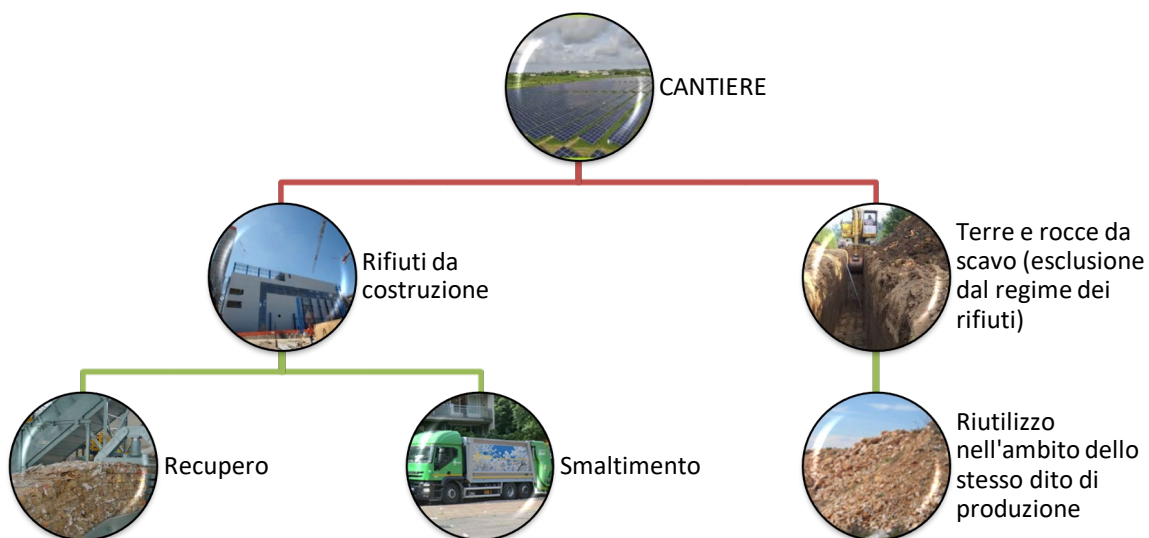 CANTIERE
Rifiuti da
costruzione
Terre e rocce da
scavo (esclusione
dal regime dei
rifiuti)
Recupero
Smaltimento
Riutilizzo
nell'ambito dello
stesso dito di
produzione